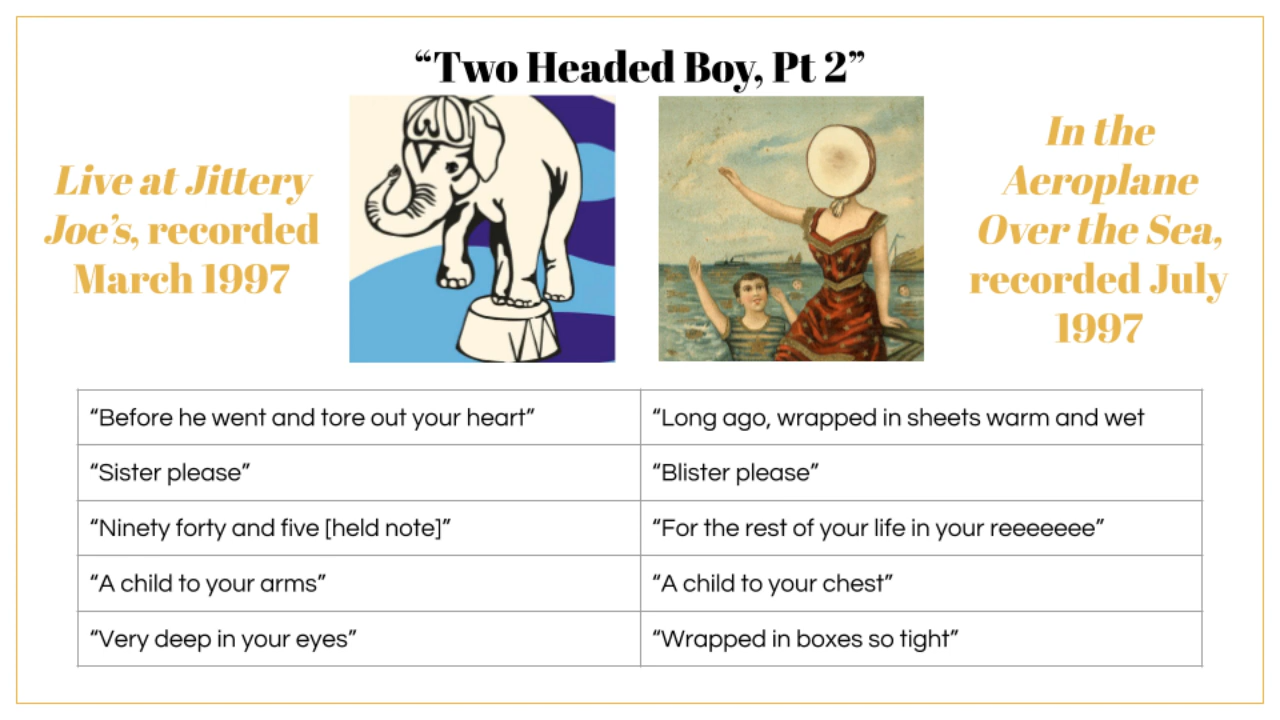 “Two Headed Boy, Pt 2”
Live at Jittery
Joe’s, recorded
March 1997
In the
Aeroplane
Over the Sea,
recorded July
1997
“Before he went and tore out your heart”
“Long ago, wrapped in sheets warm and wet
“Sister please”
“Blister please”
“Ninety forty and five [held note]”
“For the rest of your life in your reeeeeee”
“A child to your arms”
“A child to your chest”
“Very deep in your eyes”
“Wrapped in boxes so tight”